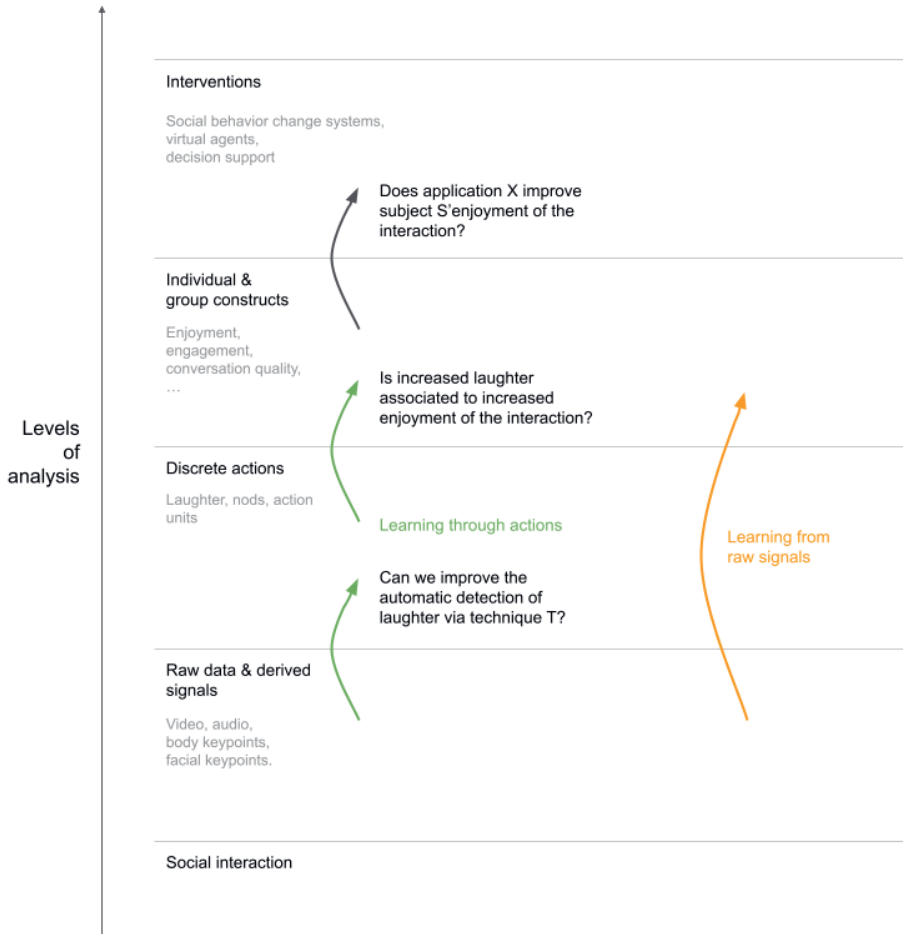 Interventions
Social behavior change systems,
virtual agents,
decision support
Does application X improve
subject S'enjoyment of the
interaction?
Individual &
group constructs
Enjoyment,
engagement,
conversation quality,
...
Is increased laughter
associated to increased
enjoyment of the interaction?
Levels
of
analysis
Discrete actions
Laughter, nods, action
units
Learning through actions
Learning from
raw signals
Can we improve the
automatic detection of
laughter via technique T?
Raw data & derived
signals
Video, audio,
body keypoints,
facial keypoints.
Social interaction